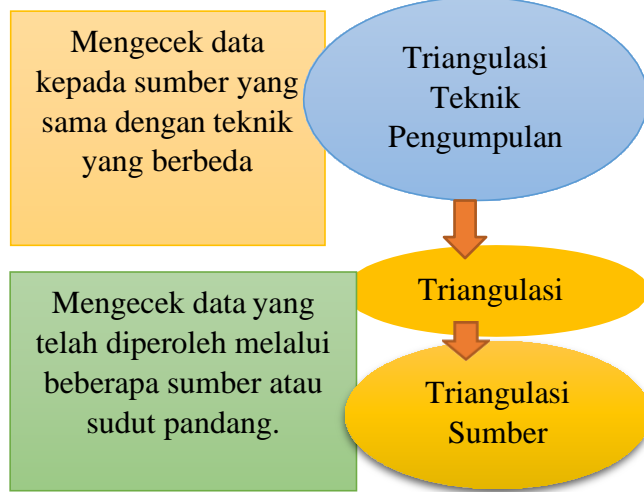 Mengecek data
kepada sumber yang
sama dengan teknik
yang berbeda
Triangulasi
Teknik
Pengumpulan
Triangulasi
Mengecek data yang
telah diperoleh melalui
beberapa sumber atau
sudut pandang.
Triangulasi
Sumber